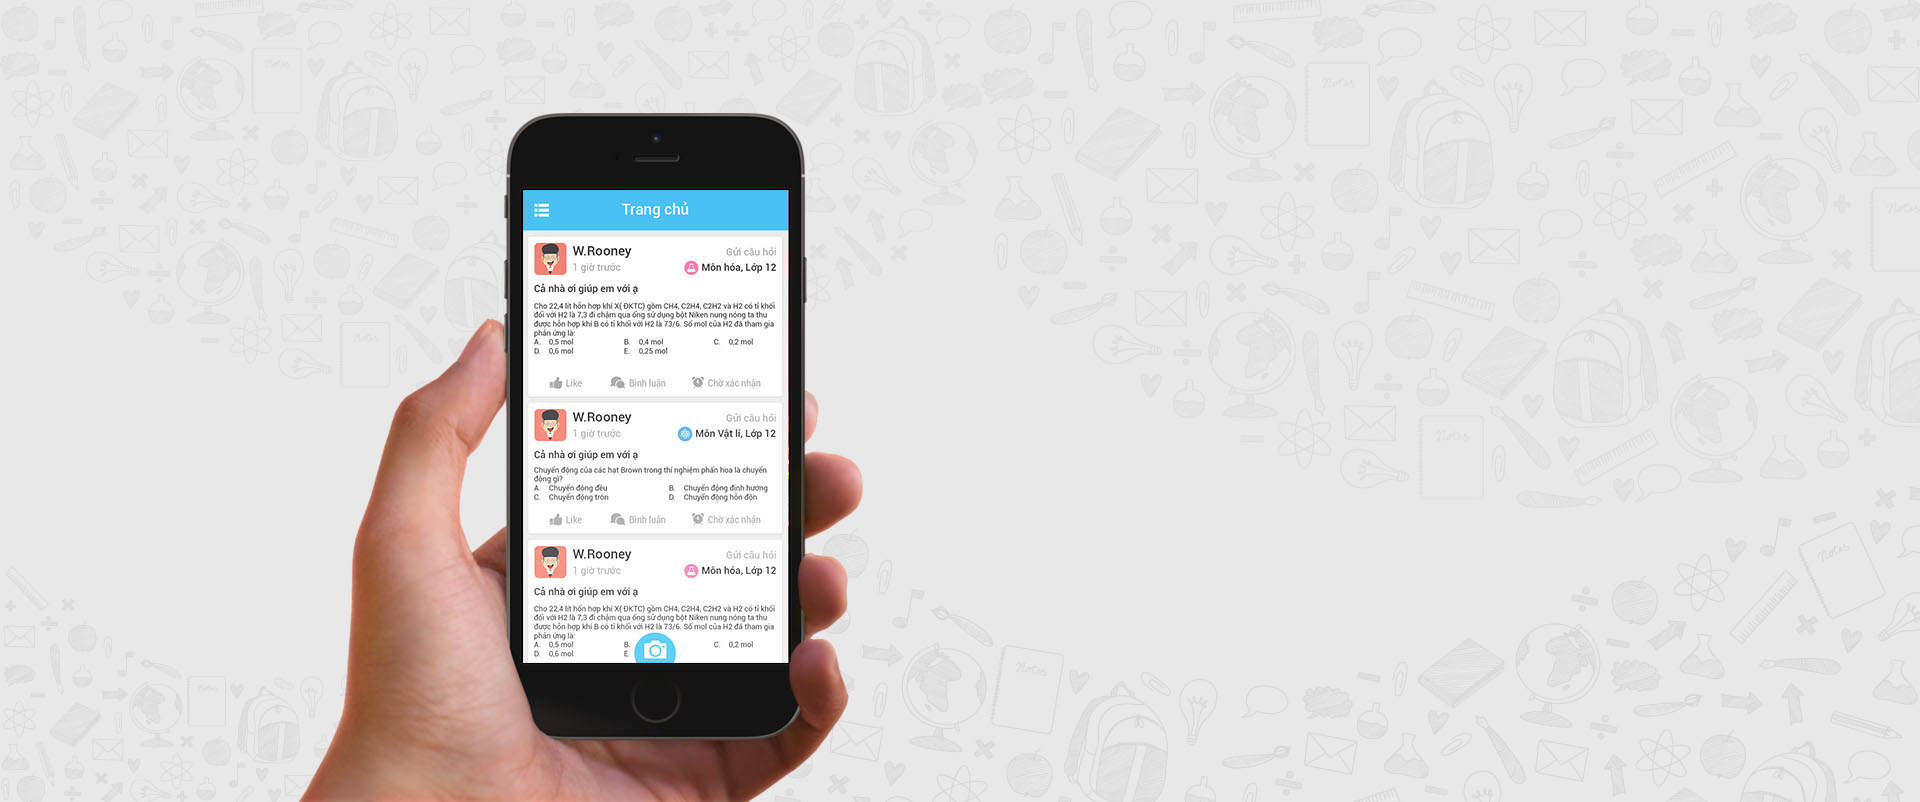 Trang chủ
W.Rooney
Gửi câu hỏi
1 giờ trước
Môn hóa, Lớp 12
Cả nhà ơi giúp em với ạ
Cho 22,4 lít hỗn hợp khí X( ĐKTC) gồm CH4, C2H4, C2H2 và H2 có tỉ khối
đối với H2 là 7,3 đi chậm qua ống sứ đựng bột Niken nung nóng ta thu
được hỗn hợp khí B có tỉ khối với H2 là 73/6. Số mol của H2 đã tham gia
phản ứng là:
A. 0,5 mol B. 0,4 mol C. 0,2 mol
D. 0,6 mol E. 0,25 mol
Like Bình luận Chờ xác nhận
W.Rooney
Gửi câu hỏi
1 giờ trước
Môn Vật lí, Lớp 12
Cả nhà ơi giúp em với ạ
Chuyển động của các hạt Brown trong thí nghiệm phấn hoa là chuyển
động gì?
A. Chuyển động đều B. Chuyển động định hướng
C. Chuyển động tròn D. Chuyển động hỗn độn
Like Bình luận Chờ xác nhận
W.Rooney
Gửi câu hỏi
1 giờ trước
Môn hóa, Lớp 12
Cả nhà ơi giúp em với ạ
Cho 22,4 lít hỗn hợp khí X( ĐKTC) gồm CH4, C2H4, C2H2 và H2 có tỉ khối
đối với H2 là 7,3 đi chậm qua ống sứ đựng bột Niken nung nóng ta thu
được hỗn hợp khí B có tỉ khối với H2 là 73/6. Số mol của H2 đã tham gia
phản ứng là:
A. 0,5 mol B. C. 0,2 mol
D. 0,6 mol E.
Notes
Notes
Notes
Notes
Notes
Notes
Notes
Notes